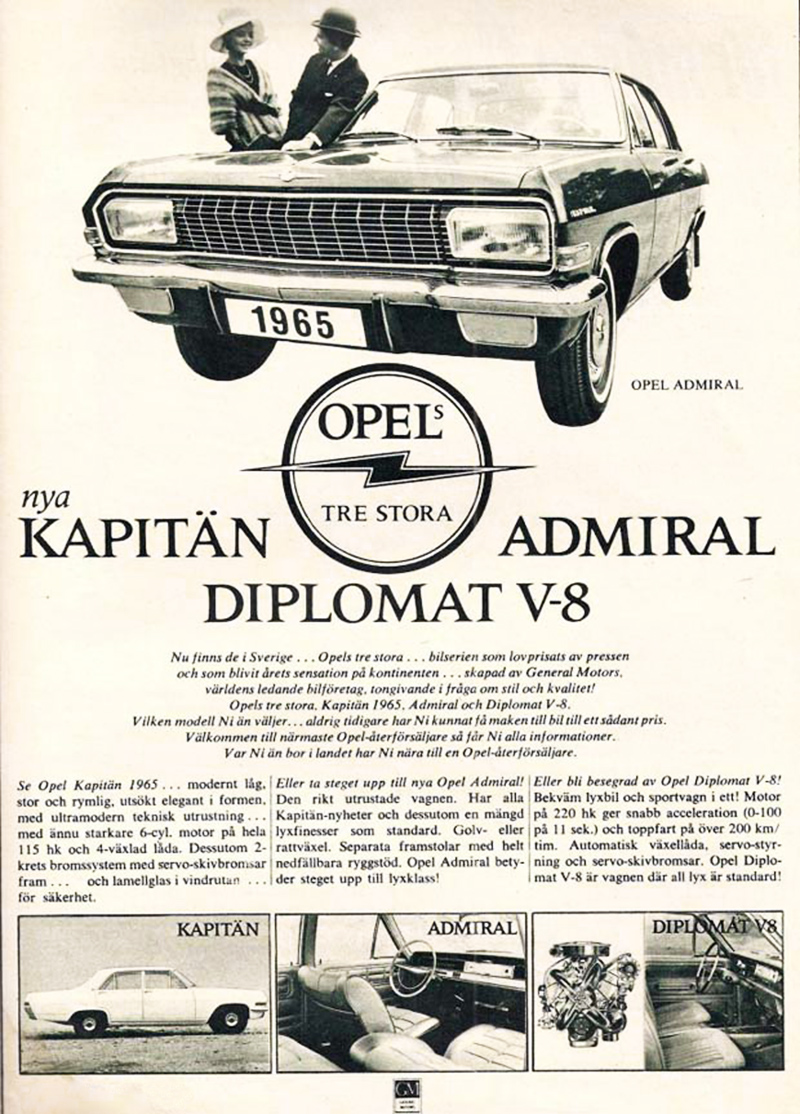 1965
OPEL ADMIRAL
OPELs
TRE STORA
nya
KAPITÄN
ADMIRAL
DIPLOMAT V-8
Nu finns de i Sverige . . . Opels tre stora . . . bilserien som lovprisats av pressen
och som blivit årets sensation på kontinenten . . . skapad av General Motors,
världens ledande bilföretag, tongivande i fråga om stil och kvalitet!
Opels tre stora, Kapitän 1965, Admiral och Diplomat V-8.
Vilken modell Ni än väljer. . . aldrig tidigare har Ni kunnat få maken till bil till ett sådant pris.
Välkommen till närmaste Opel-återförsäljare så får Ni alla informationer.
Var Ni än bor i landet har Ni nära till en Opel-återförsäljare.
Se Opel Kapitän 1965 . . . modernt låg,
stor och rymlig, utsökt elegant i formen,
med ultramodern teknisk utrustning . . .
med ännu starkare 6-cyl. motor på hela
115 hk och 4-växlad låda. Dessutom 2-
krets bromssystem med servo-skivbromsar
fram . . . och lamellglas i vindrutan . . .
för säkerhet.
Eller ta steget upp till nya Opel Admiral!
Den rikt utrustade vagnen. Har alla
Kapitän-nyheter och dessutom en mängd
lyxfinesser som standard. Golv- eller
rattväxel. Separata framstolar med helt
nedfällbara ryggstöd. Opel Admiral bety-
der steget upp till lyxklass!
Eller bli besegrad av Opel Diplomat V-8!
Bekväm lyxbil och sportvagn i ett! Motor
på 220 hk ger snabb acceleration (0-100
på 11 sek.) och toppfart på över 200 km/
tim. Automatisk växellåda, servo-styr-
ning och servo-skivbromsar. Opel Diplo-
mat V-8 är vagnen där all lyx är standard!
KAPITÄN
ADMIRAL
DIPLOMAT V8
GM